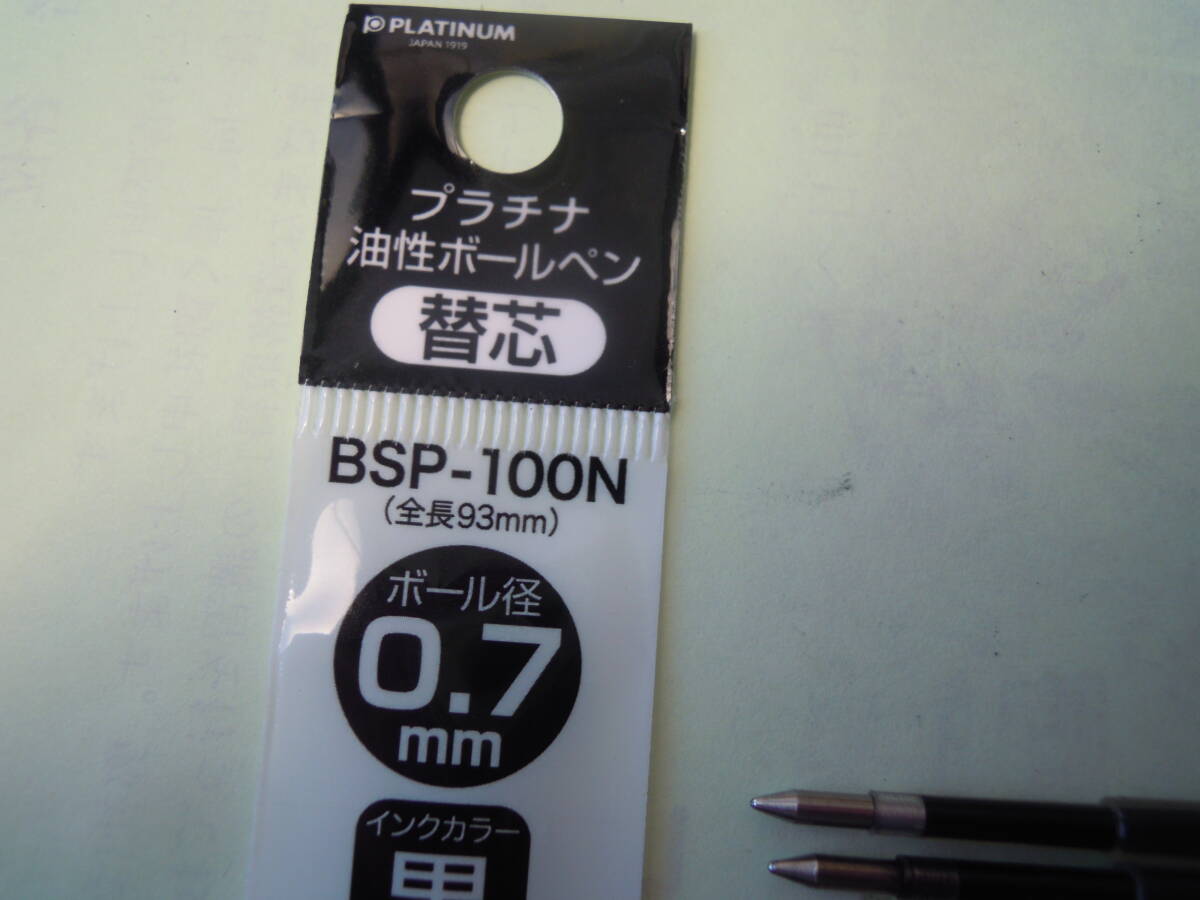 PLATINUM
JAPAN 1919
プラチナ
油性ボールペン
替芯
BSP-100N
(全長93mm)
ボール径
0.7
mm
インクカラー